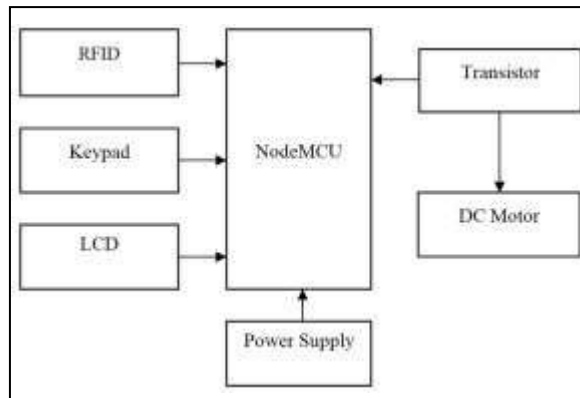 RFID
Transistor
Keypad
NodeMCU
DC Motor
LCD
Power Supply